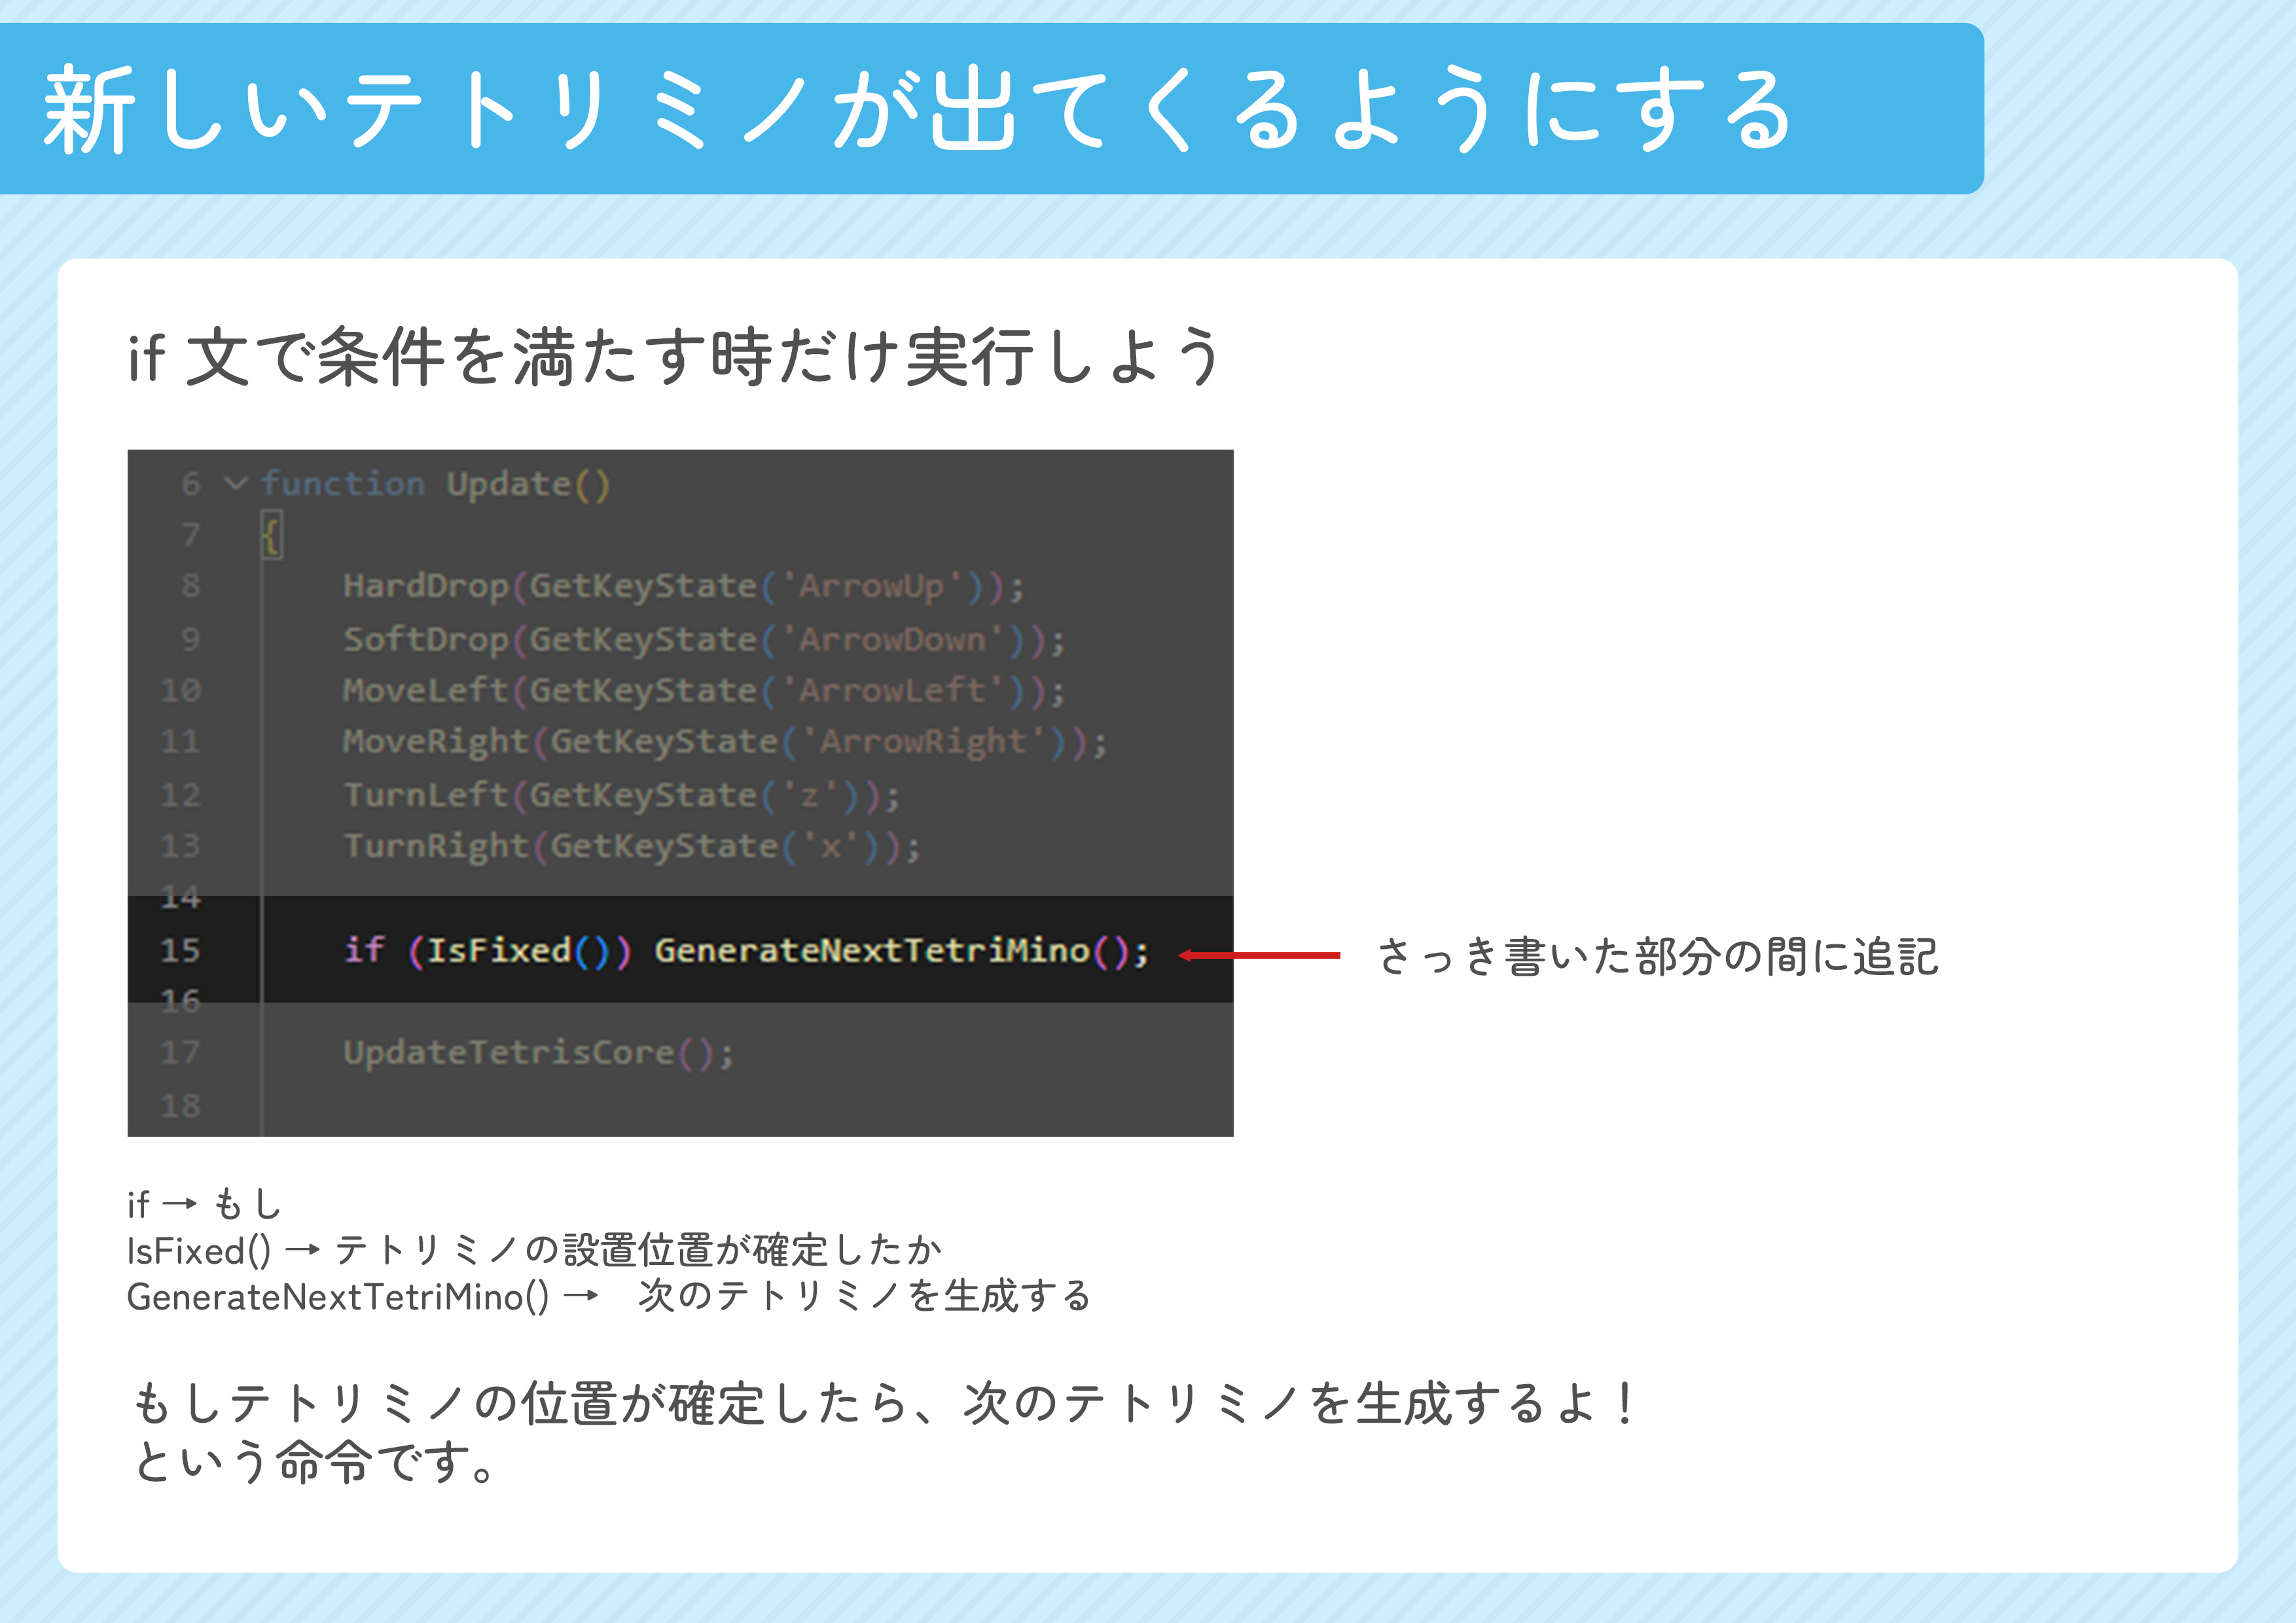 新しいテトリミノが出てくるようにする
if 文で条件を満たす時だけ実行しよう
6 function Update()
7 {
8 HardDrop(GetKeyState('ArrowUp'));
9 SoftDrop(GetKeyState('ArrowDown'));
10 MoveLeft(GetKeyState('ArrowLeft'));
11 MoveRight(GetKeyState('ArrowRight'));
12 TurnLeft(GetKeyState('z'));
13 TurnRight(GetKeyState('x'));
14
15 if (IsFixed()) GenerateNextTetriMino();
さっき書いた部分の間に追記
16
17 UpdateTetrisCore();
18
if → もし
IsFixed() → テトリミノの設置位置が確定したか
GenerateNextTetriMino() →　次のテトリミノを生成する
もしテトリミノの位置が確定したら、次のテトリミノを生成するよ！
という命令です。